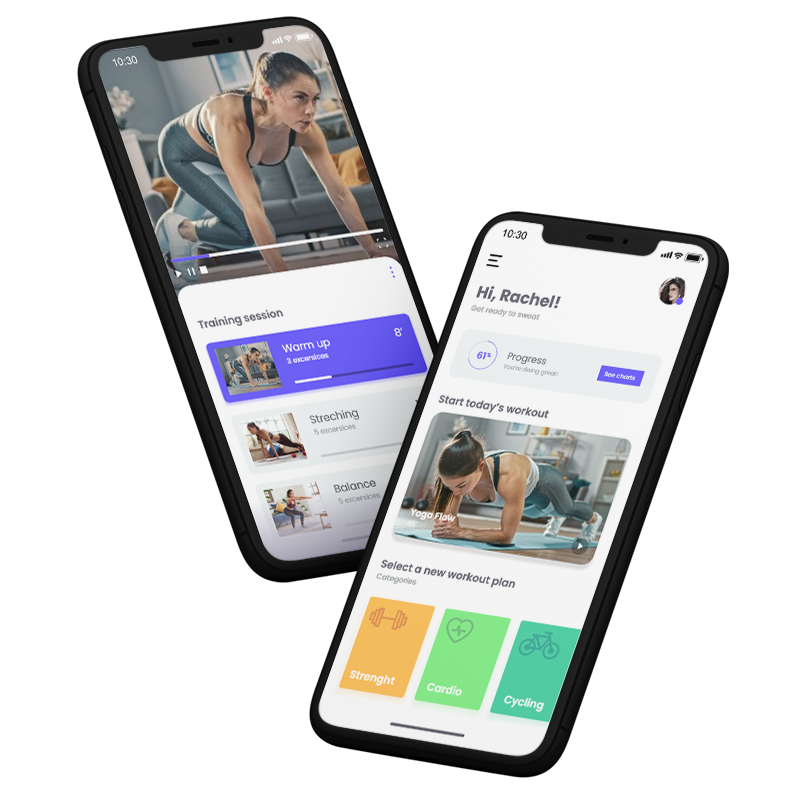 10:30
Training session
Warm up
3 excersices
8'
Streching
5 excersices
Balance
5 excersices
10:30
Hi, Rachel!
Get ready to sweat
61%
Progress
You're doing great!
See charts
Start today's workout
Yoga Flow
45'
Select a new workout plan
Categories
Strenght
Cardio
Cycling